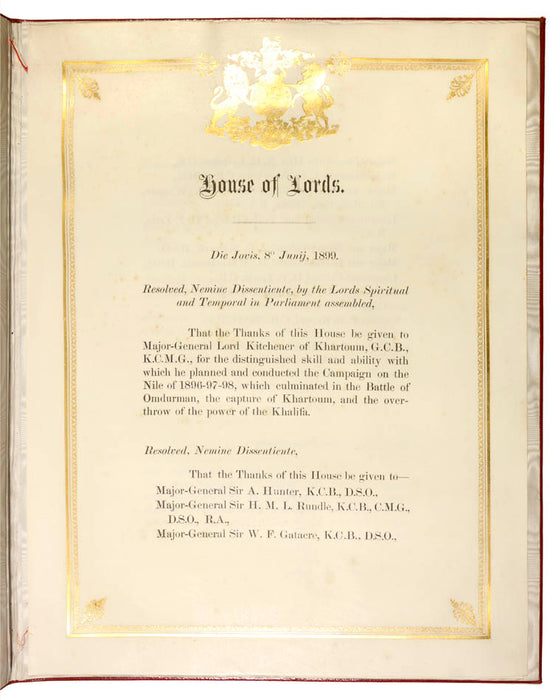 House of Lords.
Die Jovis, 8º Junij, 1899.
Resolved, Nemine Dissentiente, by the Lords Spiritual
and Temporal in Parliament assembled,
That the Thanks of this House be given to
Major-General Lord Kitchener of Khartoum, G.C.B.,
K.C.M.G., for the distinguished skill and ability with
which he planned and conducted the Campaign on the
Nile of 1896-97-98, which culminated in the Battle of
Omdurman, the capture of Khartoum, and the over-
throw of the power of the Khalifa.
Resolved, Nemine Dissentiente,
That the Thanks of this House be given to—
Major-General Sir A. Hunter, K.C.B., D.S.O.,
Major-General Sir H. M. L. Rundle, K.C.B., C.M.G.,
D.S.O., R.A.,
Major-General Sir W. F. Gatacre, K.C.B., D.S.O.,